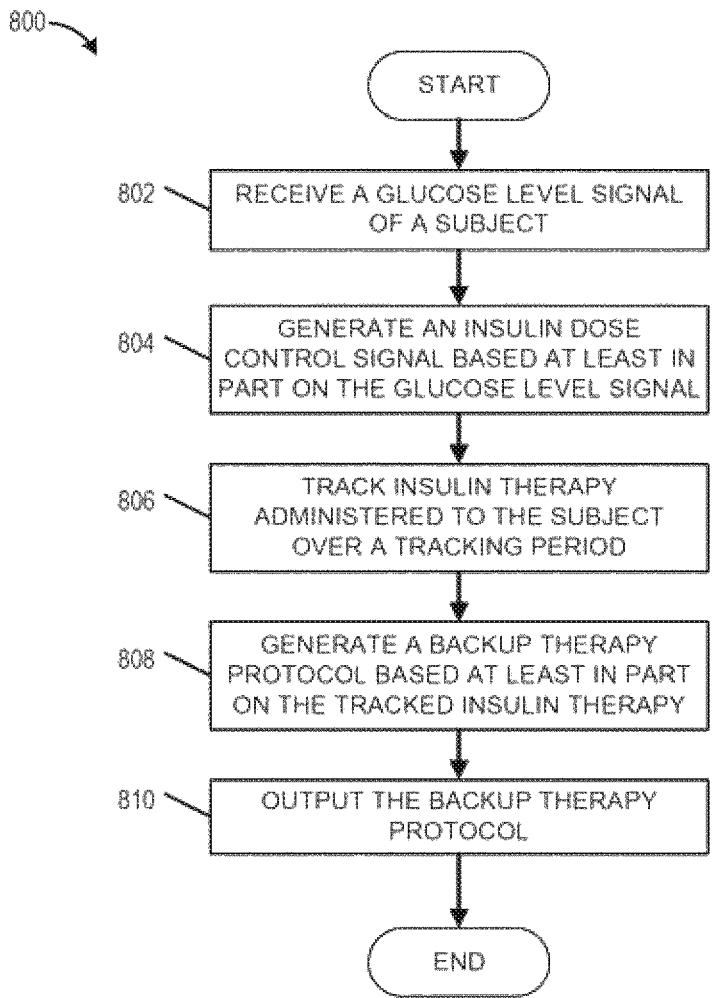 800
START
802
RECEIVE A GLUCOSE LEVEL SIGNAL
OF A SUBJECT
804
GENERATE AN INSULIN DOSE
CONTROL SIGNAL BASED AT LEAST IN
PART ON THE GLUCOSE LEVEL SIGNAL
806
TRACK INSULIN THERAPY
ADMINISTERED TO THE SUBJECT
OVER A TRACKING PERIOD
808
GENERATE A BACKUP THERAPY
PROTOCOL BASED AT LEAST IN PART
ON THE TRACKED INSULIN THERAPY
810
OUTPUT THE BACKUP THERAPY
PROTOCOL
END